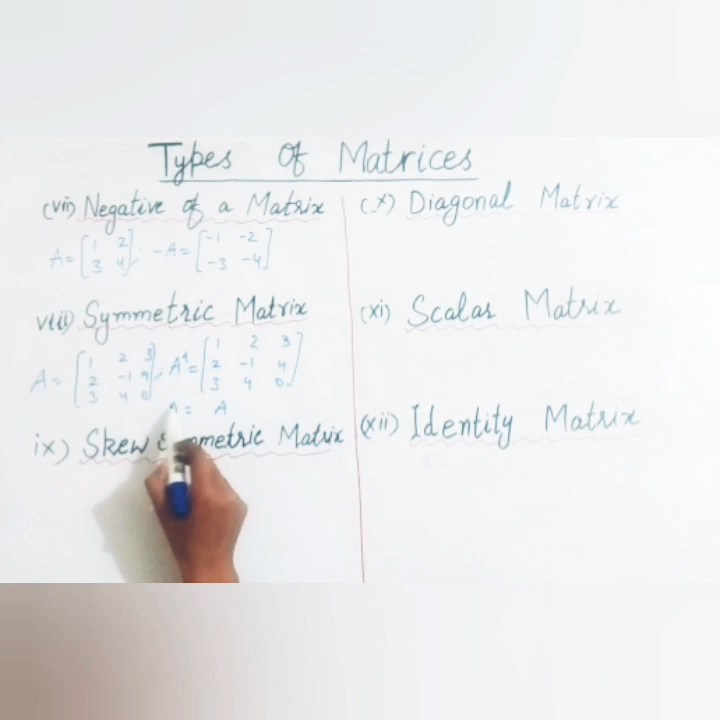 Types Of Matrices
(vii) Negative of a Matrix
A = [1 2; 3 4]; -A = [-1 -2; -3 -4]
viii) Symmetric Matrix
A = [1 2 3; 2 -1 4; 3 4 0]; Aᵗ = [1 2 3; 2 -1 4; 3 4 0]
= A
ix) Skew Matrix
(x) Diagonal Matrix
(xi) Scalar Matrix
(xii) Identity Matrix